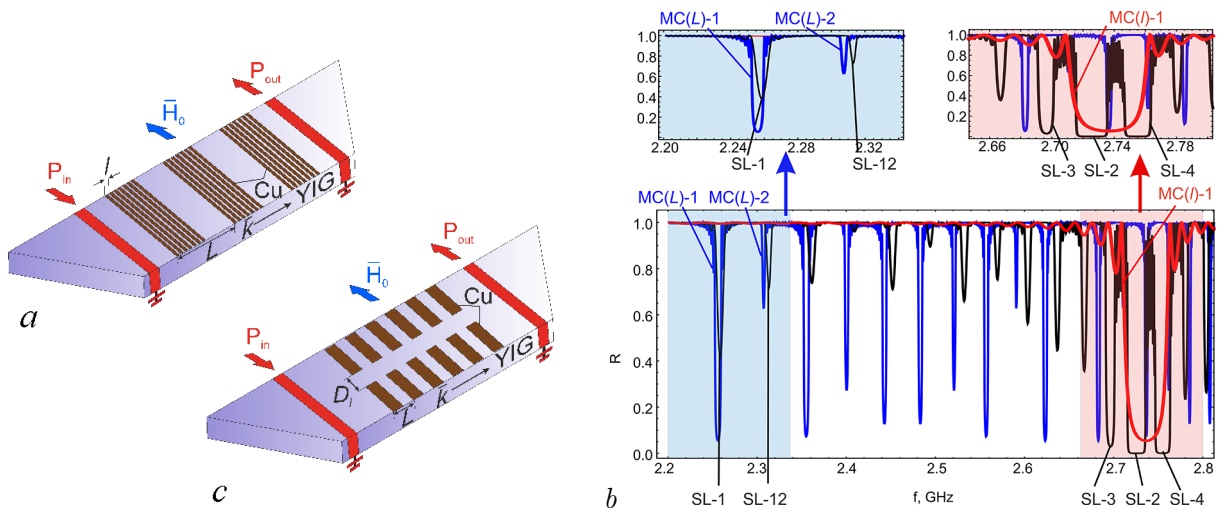 P_out
H̄_0
P_in
l
Cu
YIG
L
k
a
P_out
H̄_0
Cu
P_in
YIG
D_l
k
L
c
MC(L)-1
MC(L)-2
1.0
0.8
0.6
0.4
2.20
2.24
2.28
2.32
SL-1
SL-12
MC(l)-1
1.0
0.8
0.6
0.4
0.2
0.0
2.66
2.70
2.74
2.78
SL-3
SL-2
SL-4
MC(L)-1
MC(L)-2
MC(l)-1
1.0
0.8
0.6
0.4
0.2
0.0
R
2.2
2.3
2.4
2.5
2.6
2.7
2.8
SL-1
SL-12
f, GHz
SL-3
SL-2
SL-4
b